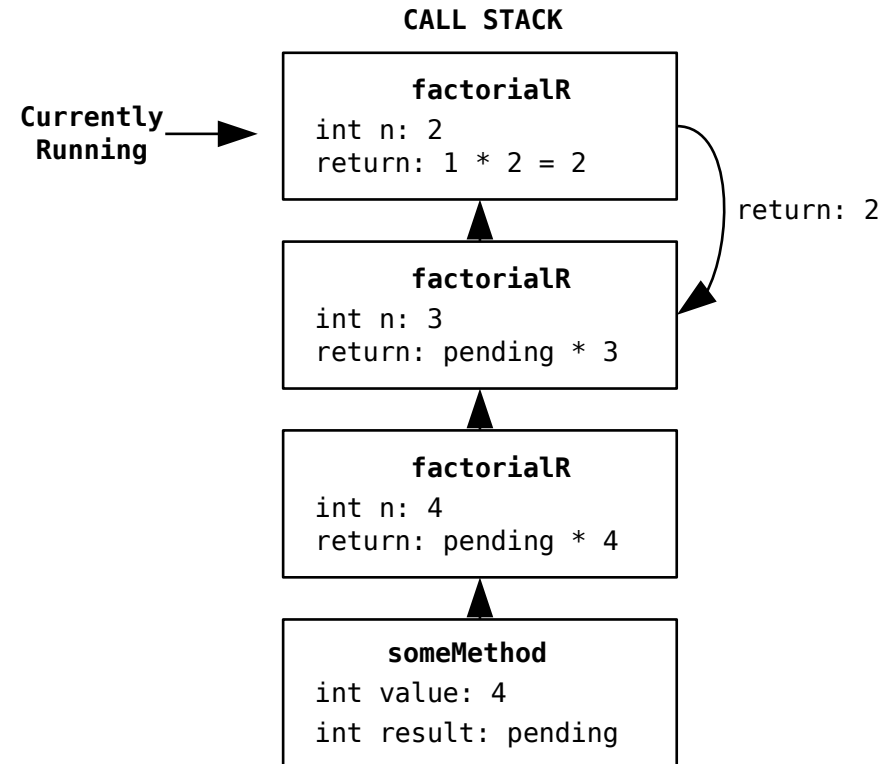 CALL STACK
factorialR
int n: 2
return: 1 * 2 = 2
Currently
Running
return: 2
factorialR
int n: 3
return: pending * 3
factorialR
int n: 4
return: pending * 4
someMethod
int value: 4
int result: pending